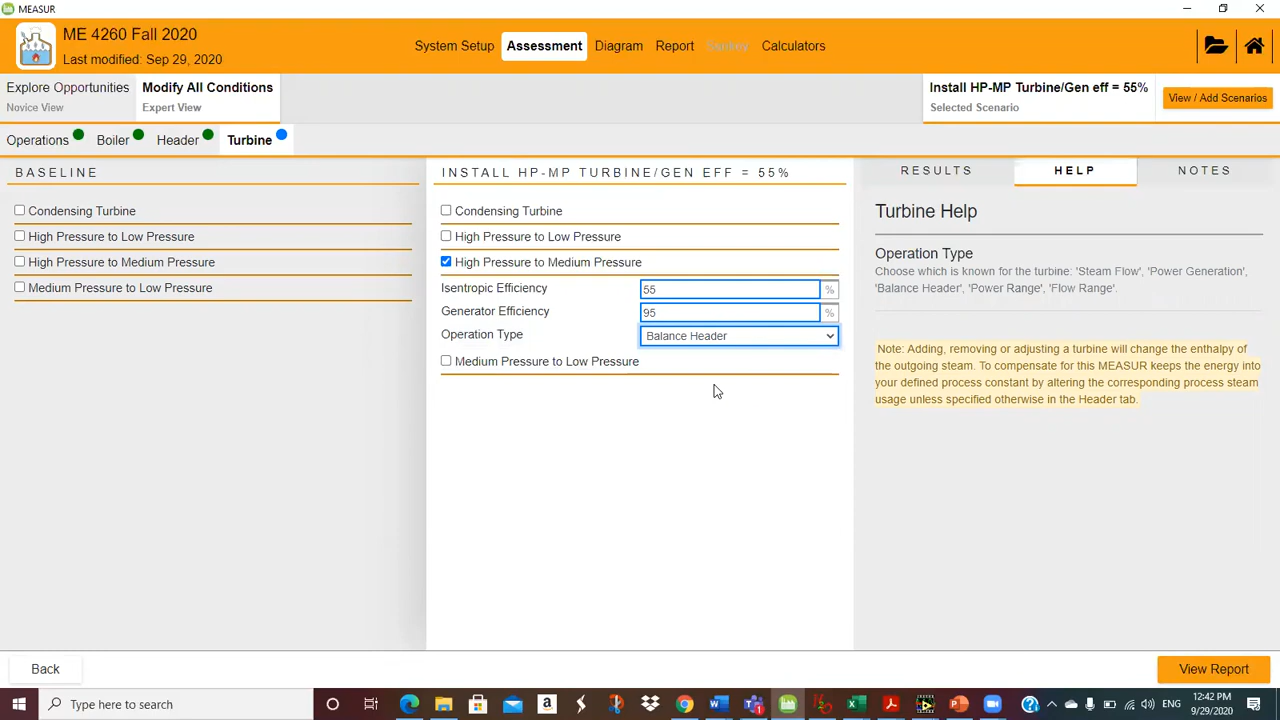 MEASUR
ME 4260 Fall 2020
Last modified: Sep 29, 2020
System Setup Assessment Diagram Report Sankey Calculators
Explore Opportunities
Novice View
Modify All Conditions
Expert View
Install HP-MP Turbine/Gen eff = 55%
Selected Scenario
View / Add Scenarios
Operations Boiler Header Turbine
BASELINE
Condensing Turbine
High Pressure to Low Pressure
High Pressure to Medium Pressure
Medium Pressure to Low Pressure
INSTALL HP-MP TURBINE/GEN EFF = 55%
Condensing Turbine
High Pressure to Low Pressure
High Pressure to Medium Pressure
Isentropic Efficiency 55 %
Generator Efficiency 95 %
Operation Type Balance Header
Medium Pressure to Low Pressure
RESULTS HELP NOTES
Turbine Help
Operation Type
Choose which is known for the turbine: 'Steam Flow', 'Power Generation',
'Balance Header', 'Power Range', 'Flow Range'.
Note: Adding, removing or adjusting a turbine will change the enthalpy of
the outgoing steam. To compensate for this MEASUR keeps the energy into
your defined process constant by altering the corresponding process steam
usage unless specified otherwise in the Header tab.
Back
View Report
Type here to search
ENG
12:42 PM
9/29/2020